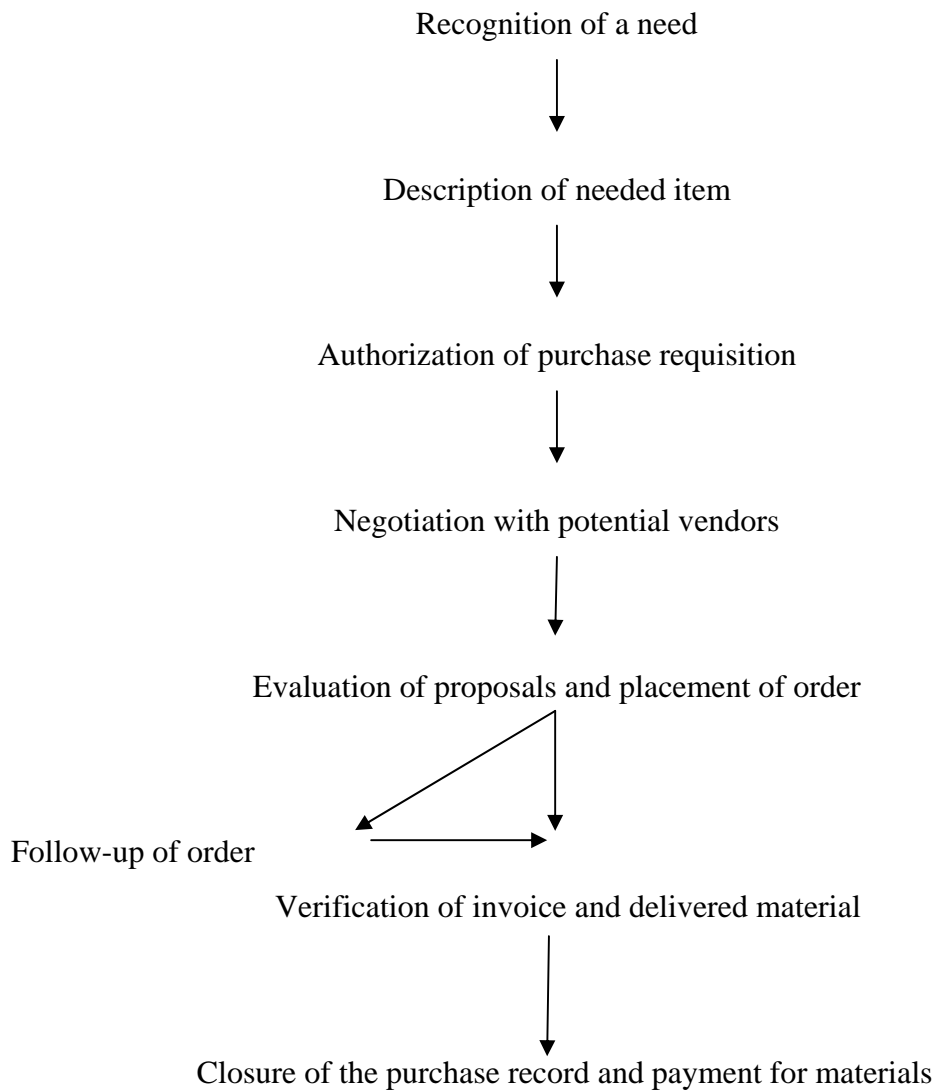 Recognition of a need
Description of needed item
Authorization of purchase requisition
Negotiation with potential vendors
Evaluation of proposals and placement of order
Follow-up of order
Verification of invoice and delivered material
Closure of the purchase record and payment for materials